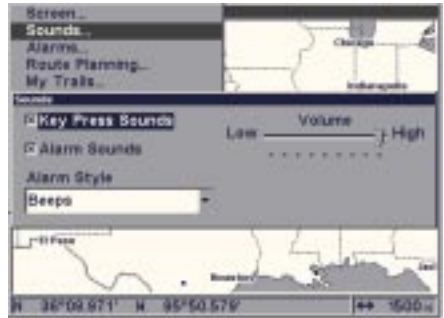 Screen...
Sounds...
Alarms...
Route Planning...
My Trails...
Chicago
Indianapolis
Sounds
Key Press Sounds
Alarm Sounds
Volume
Low
High
Alarm Style
Beeps
El Paso
Houston
N 36°09.971' W 95°50.579' ↔ 1500